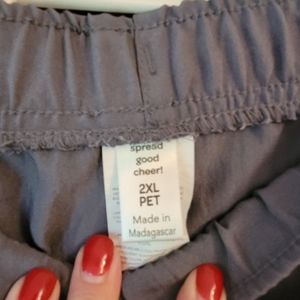 spread
good
cheer!
2XL
PET
Made in
Madagascar